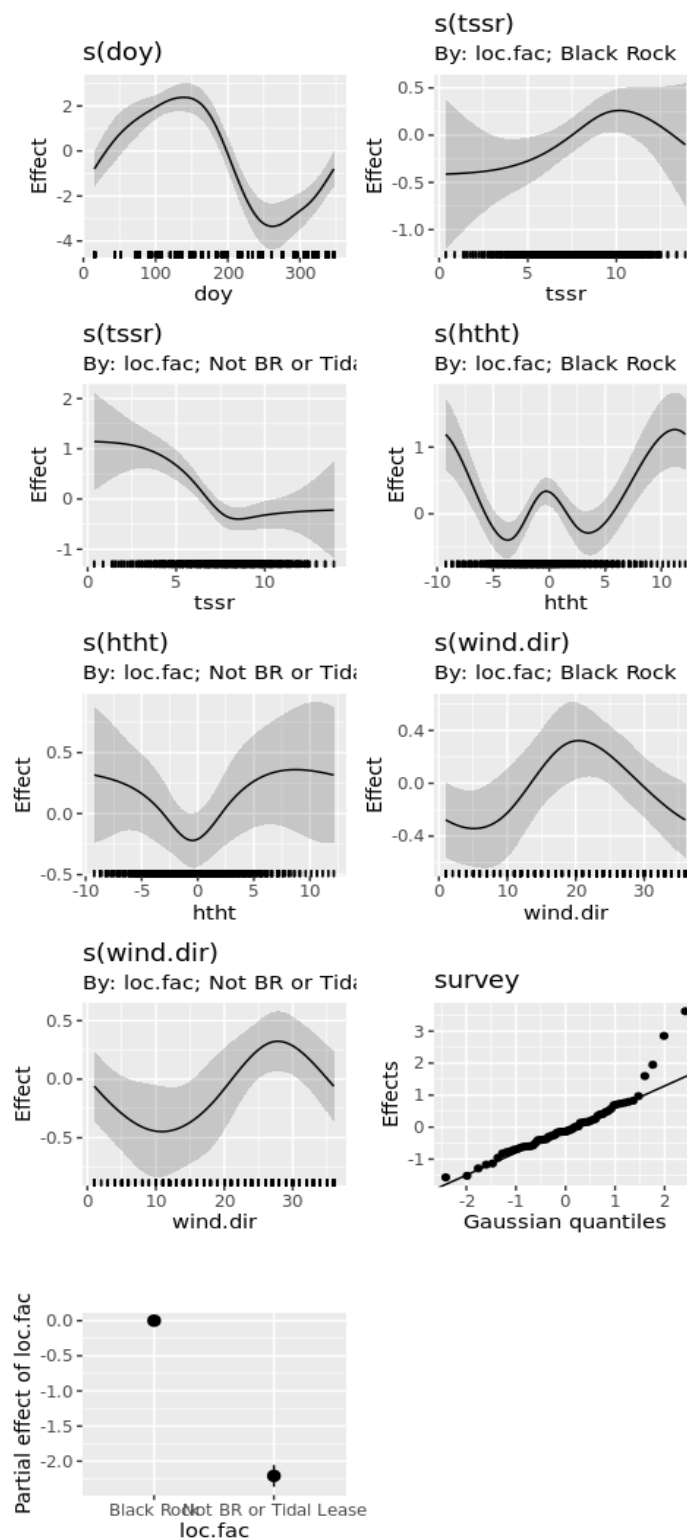 s(doy)
Effect
2
0
-2
-4
0
100
200
300
doy
s(tssr)
By: loc.fac; Black Rock
Effect
0.5
0.0
-0.5
-1.0
0
5
10
tssr
s(tssr)
By: loc.fac; Not BR or Tida
Effect
2
1
0
-1
0
5
10
tssr
s(htht)
By: loc.fac; Black Rock
Effect
1
0
-10
-5
0
5
10
htht
s(htht)
By: loc.fac; Not BR or Tida
Effect
0.5
0.0
-0.5
-10
-5
0
5
10
htht
s(wind.dir)
By: loc.fac; Black Rock
Effect
0.4
0.0
-0.4
0
10
20
30
wind.dir
s(wind.dir)
By: loc.fac; Not BR or Tida
Effect
0.5
0.0
-0.5
0
10
20
30
wind.dir
survey
Effects
3
2
1
0
-1
-2
-1
0
1
2
Gaussian quantiles
Partial effect of loc.fac
0.0
-0.5
-1.0
-1.5
-2.0
Black Rock
Not BR or Tidal Lease
loc.fac